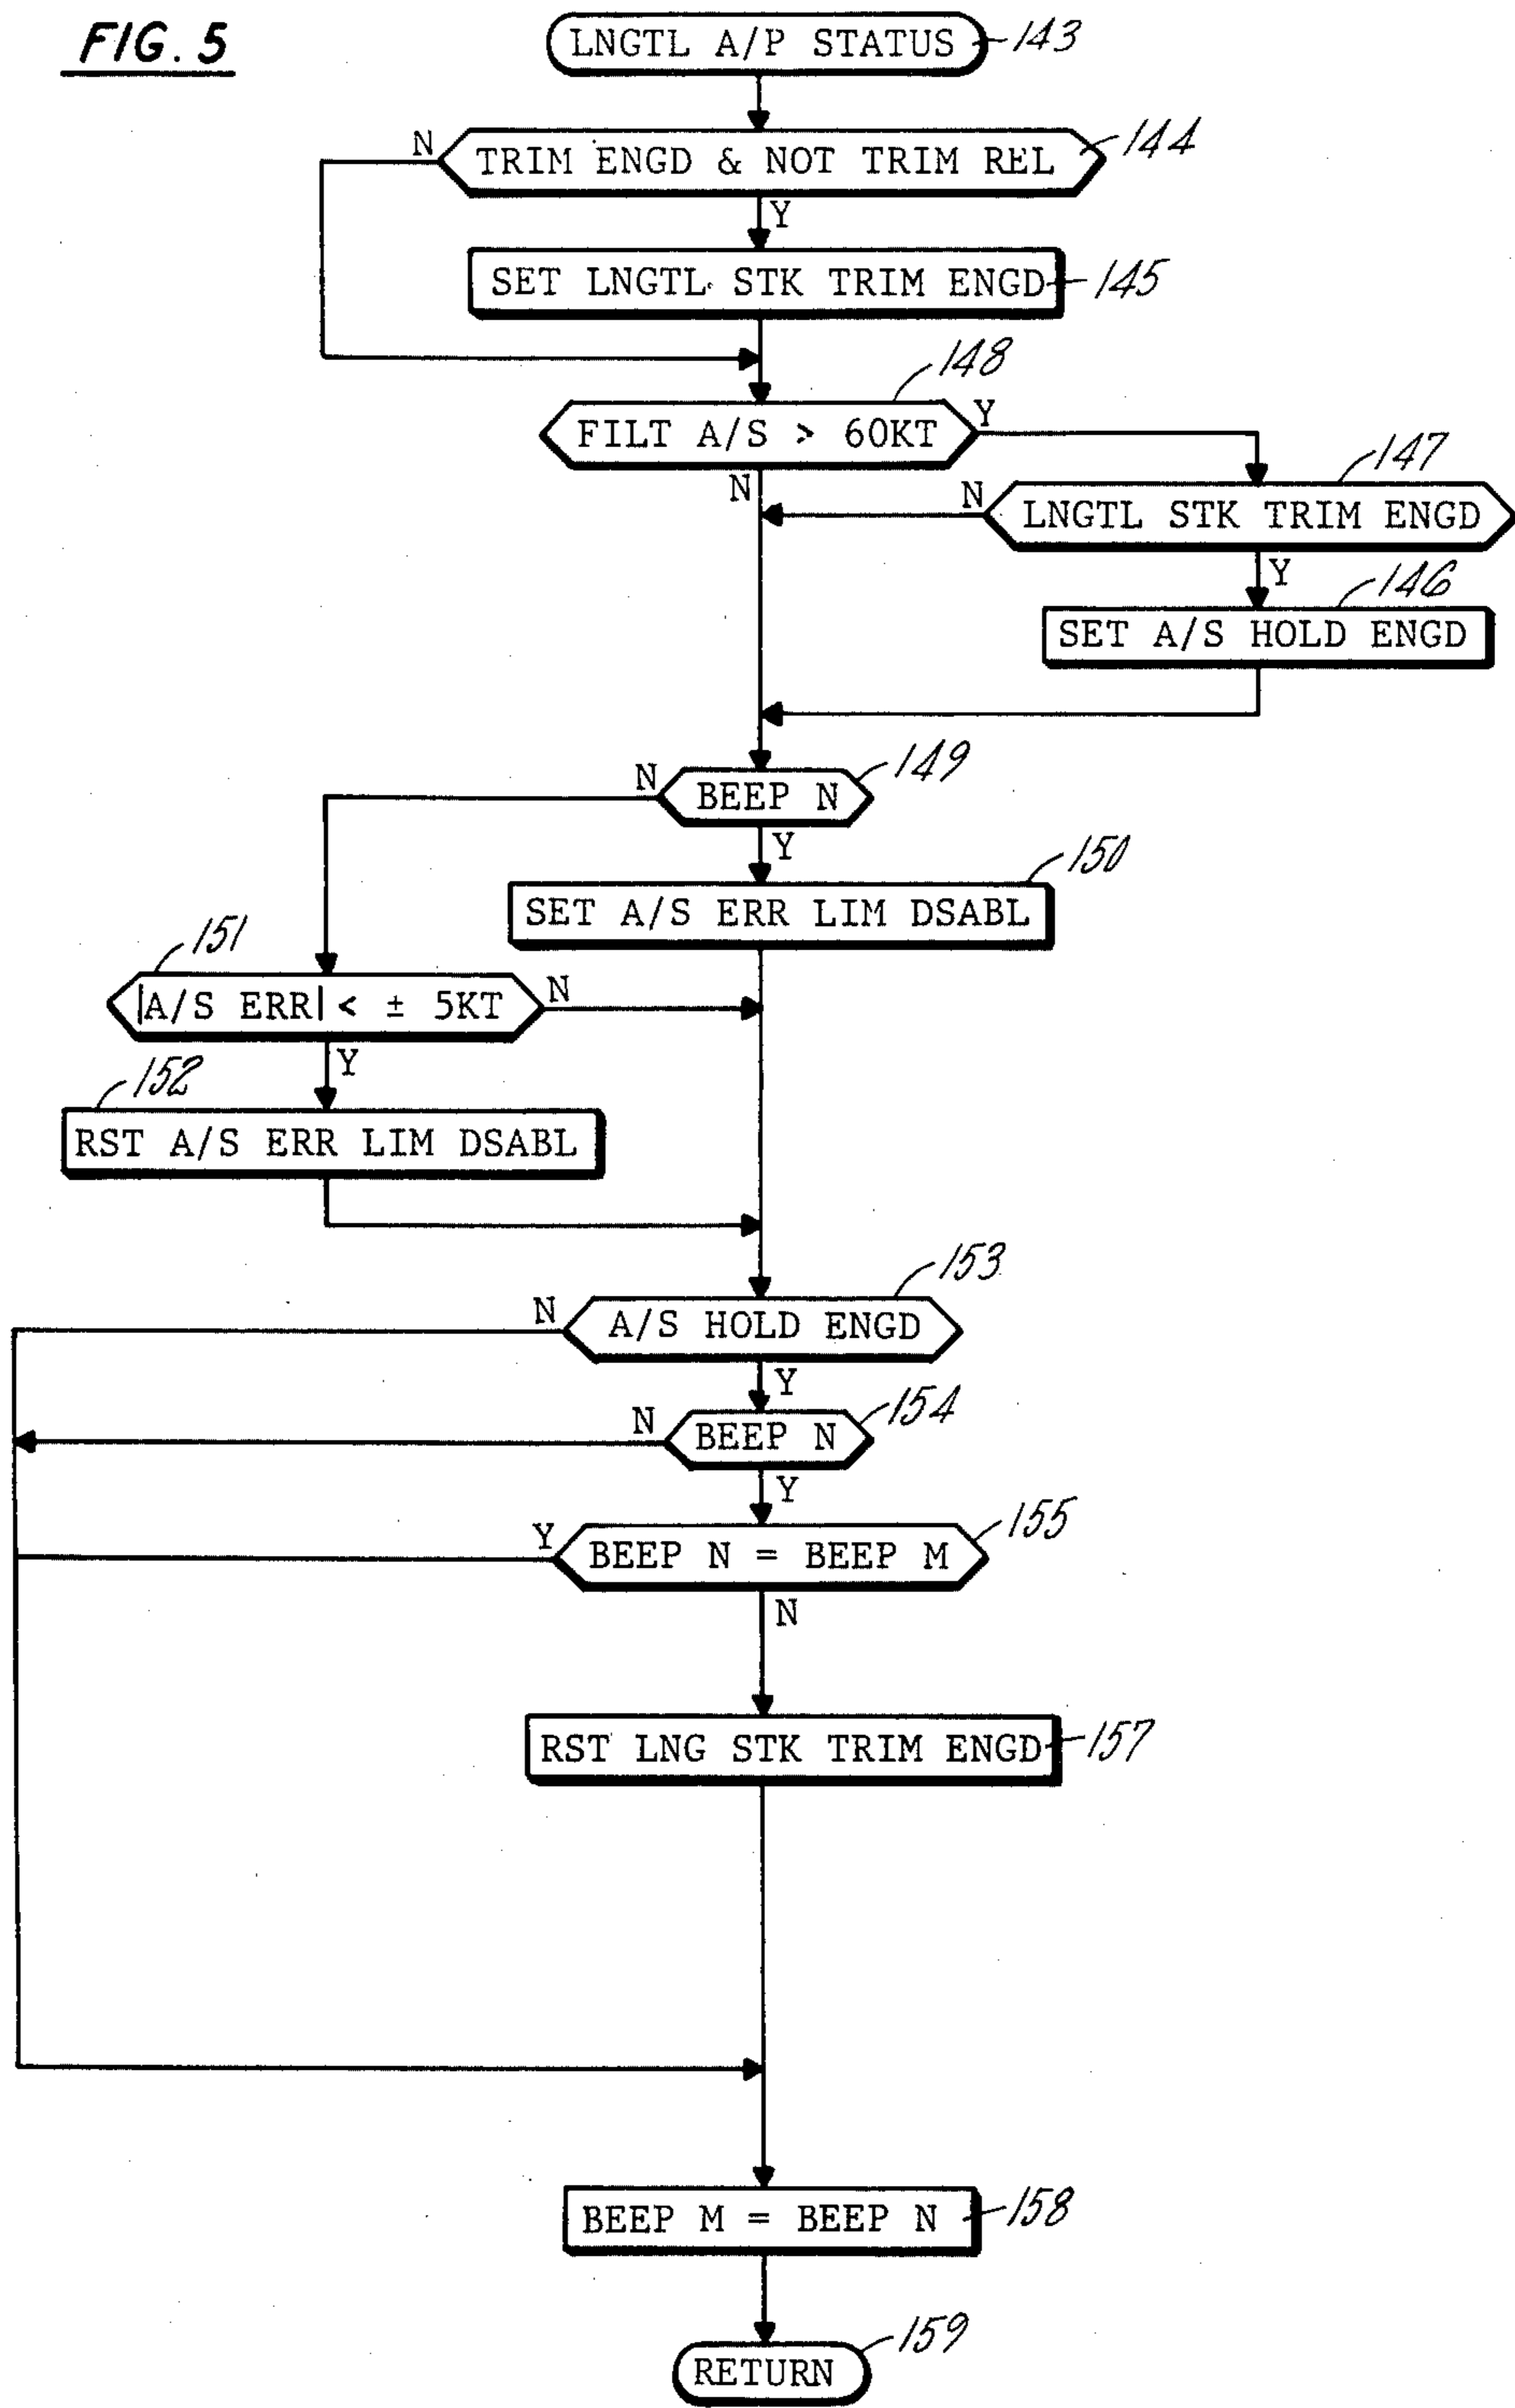 FIG. 5
LNGTL A/P STATUS 143
N TRIM ENGD & NOT TRIM REL 144
Y
SET LNGTL STK TRIM ENGD 145
148
FILT A/S > 60KT Y
147
N
N LNGTL STK TRIM ENGD
Y
146
SET A/S HOLD ENGD
149
N BEEP N
Y
150
SET A/S ERR LIM DSABL
151
|A/S ERR| < ± 5KT N
Y
152
RST A/S ERR LIM DSABL
153
N A/S HOLD ENGD
Y
154
N BEEP N
Y
155
Y BEEP N = BEEP M
N
RST LNG STK TRIM ENGD 157
BEEP M = BEEP N 158
159
RETURN